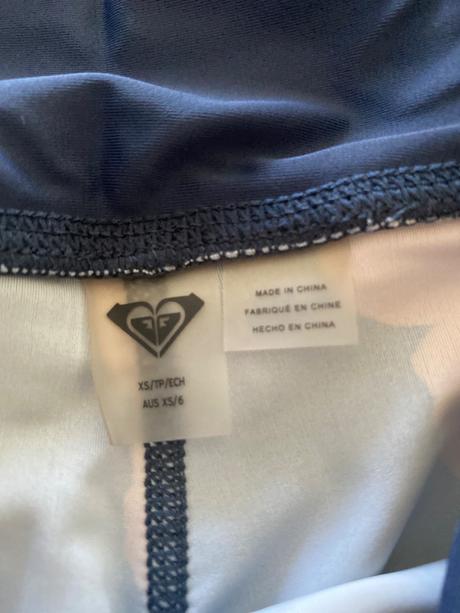 XS/TP/ECH
AUS XS/6
MADE IN CHINA
FABRIQUÉ EN CHINE
HECHO EN CHINA